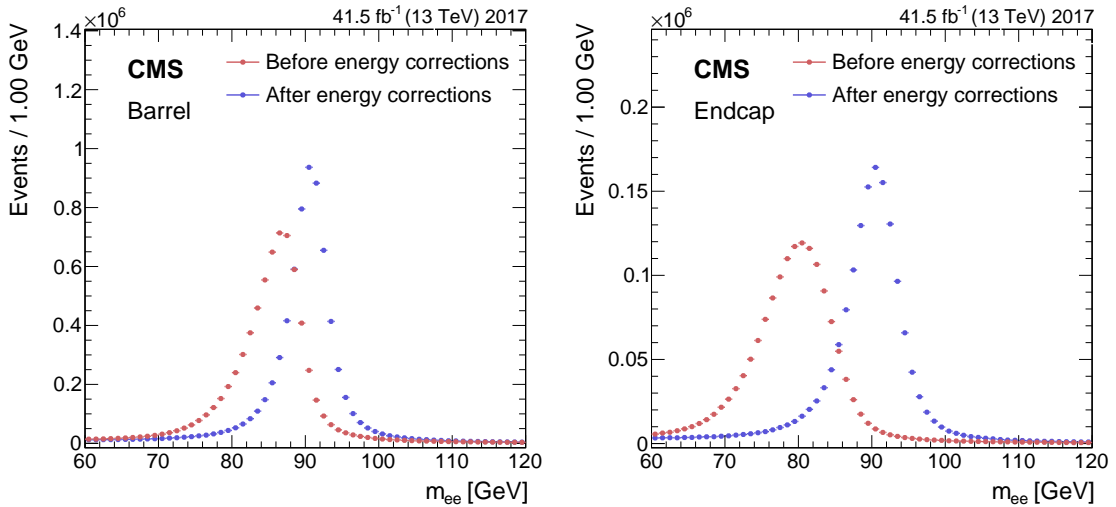 ×10⁶ 41.5 fb⁻¹ (13 TeV) 2017
CMS
Barrel
Before energy corrections
After energy corrections
Events / 1.00 GeV
1.4
1.2
1
0.8
0.6
0.4
0.2
0
60 70 80 90 100 110 120
m_ee [GeV]
×10⁶ 41.5 fb⁻¹ (13 TeV) 2017
CMS
Endcap
Before energy corrections
After energy corrections
Events / 1.00 GeV
0.2
0.15
0.1
0.05
0
60 70 80 90 100 110 120
m_ee [GeV]